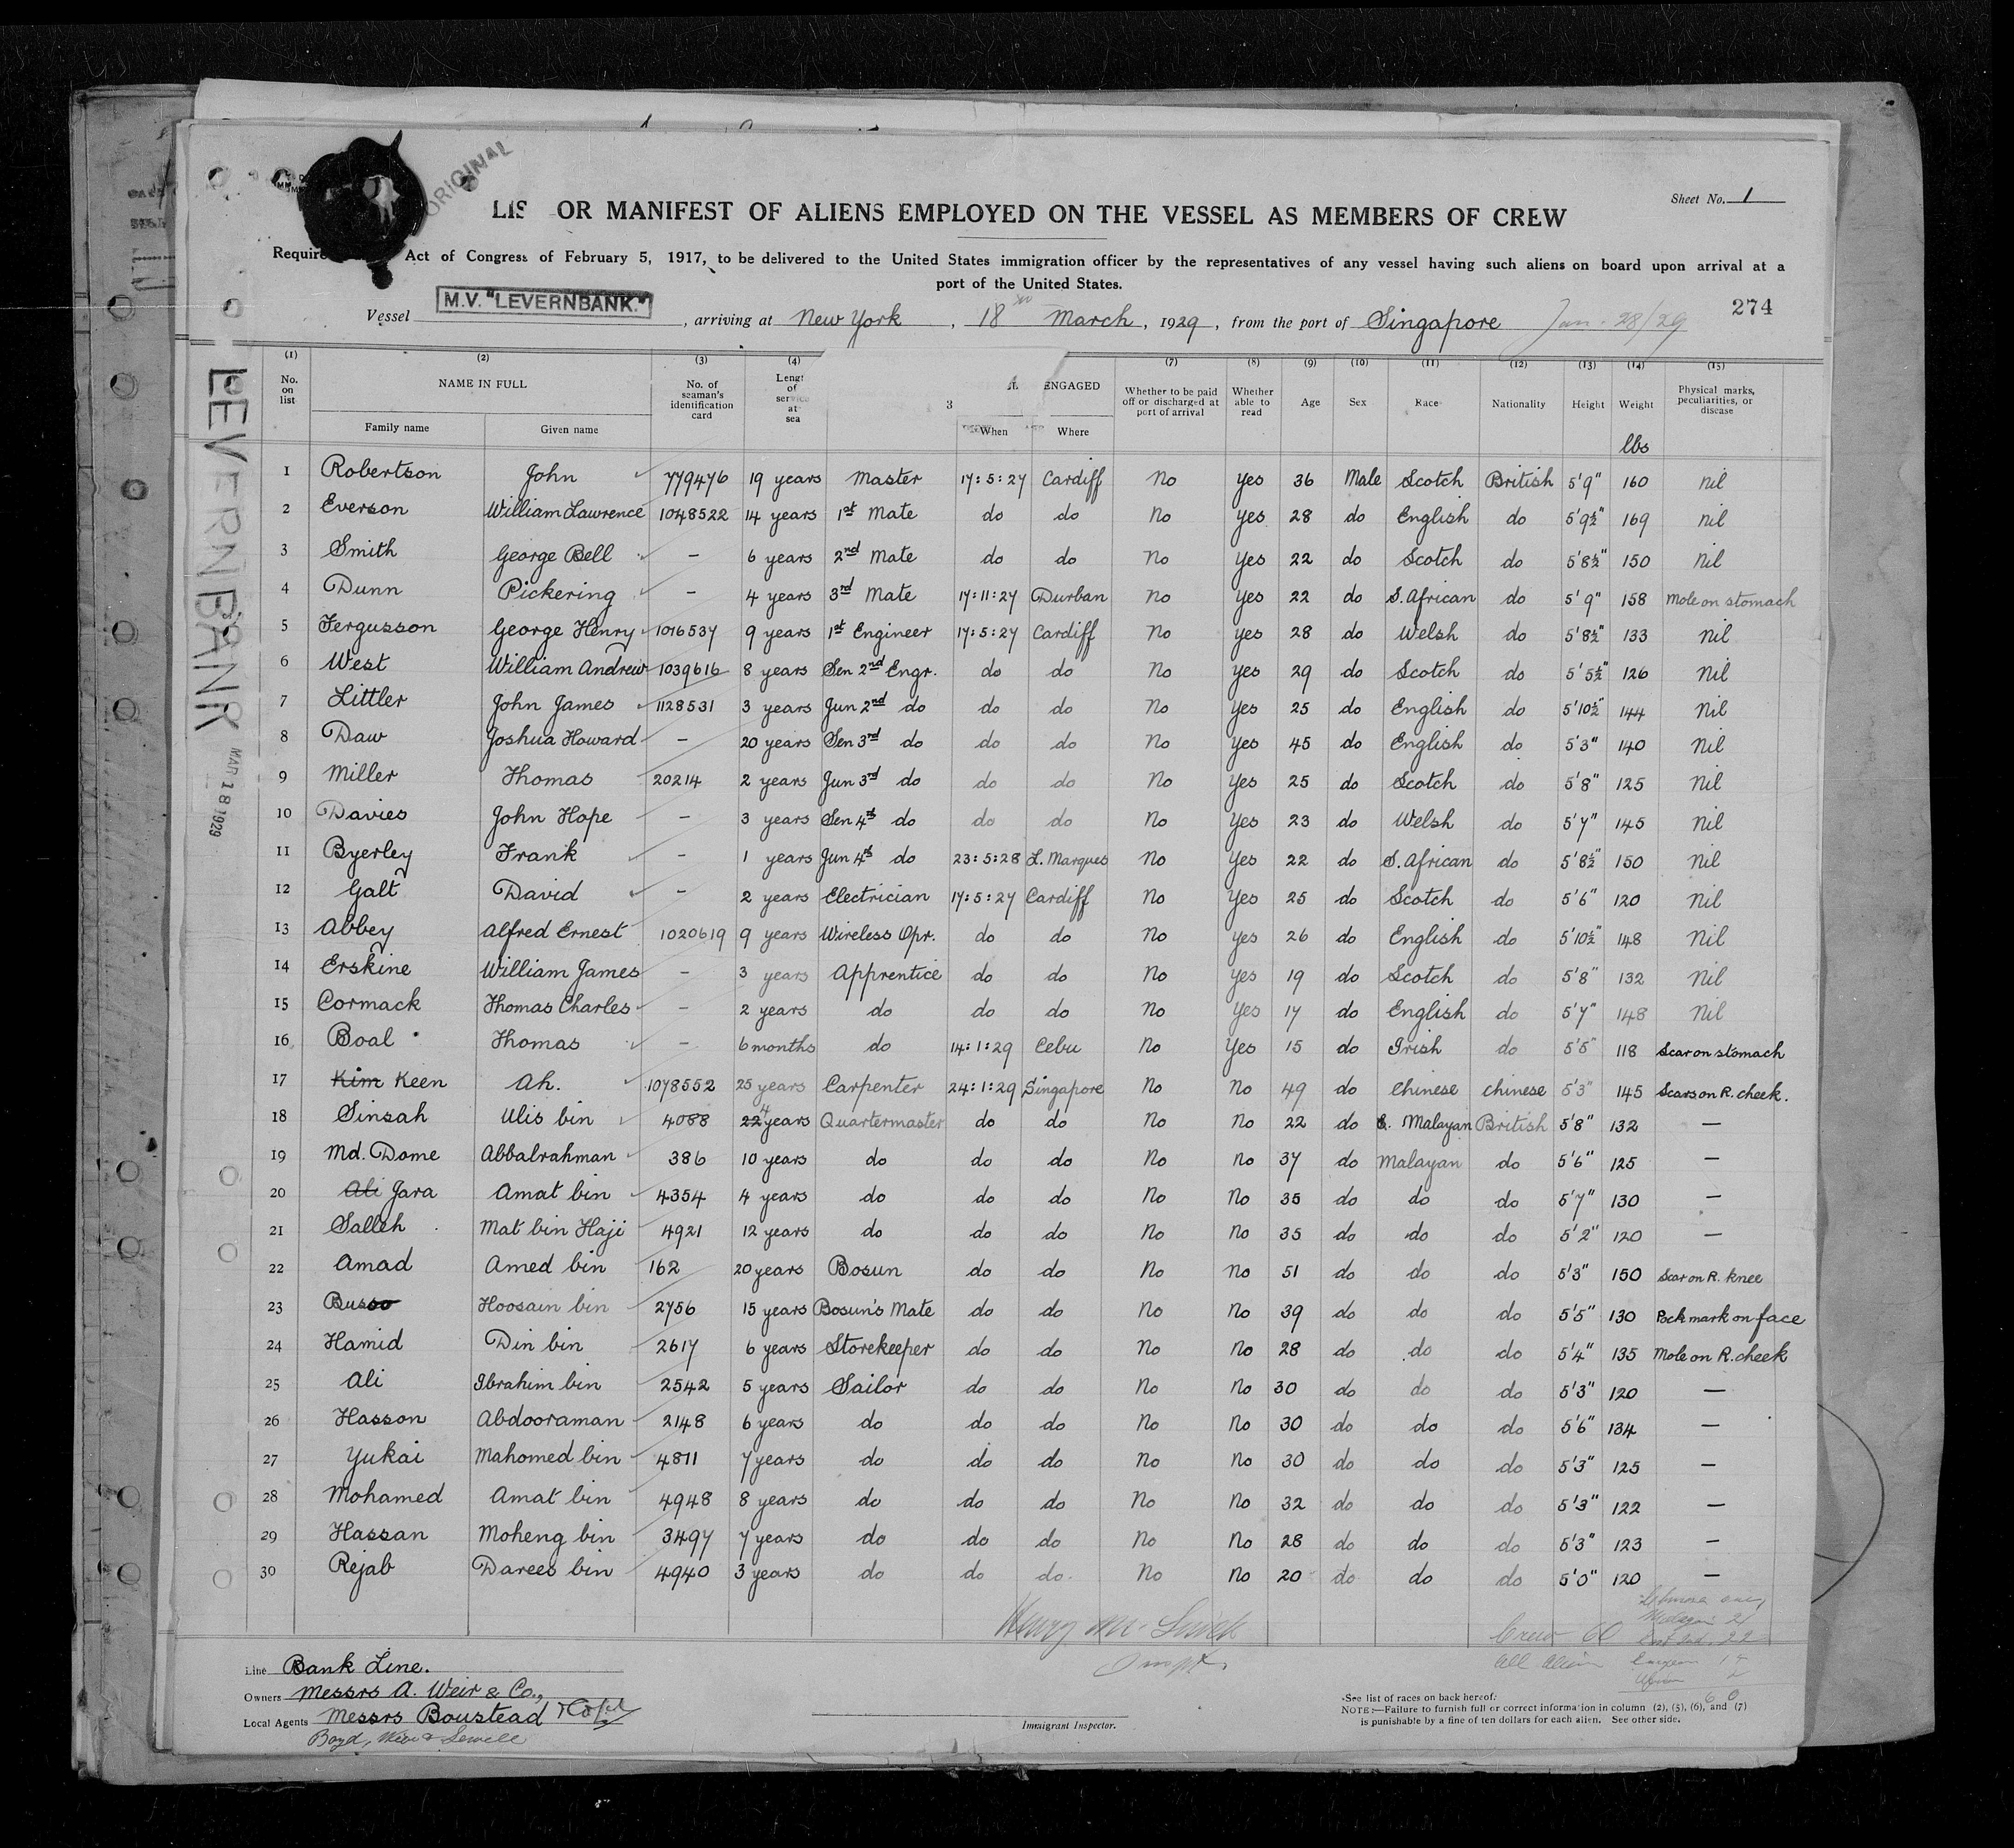 ORIGINAL
Sheet No. 1
LIS OR MANIFEST OF ALIENS EMPLOYED ON THE VESSEL AS MEMBERS OF CREW
Require Act of Congress of February 5, 1917, to be delivered to the United States immigration officer by the representatives of any vessel having such aliens on board upon arrival at a
port of the United States.
274
Vessel M.V. "LEVERNBANK." , arriving at New York , 18 March , 1929 , from the port of Singapore Jan. 28/29
LEVERNBANK
MAR 18 1929
(1) (2) (3) (4) (7) (8) (9) (10) (11) (12) (13) (14) (15)
No. on list NAME IN FULL No. of seaman's identification card Lengt of service at sea 3 ENGAGED Whether to be paid off or discharged at port of arrival Whether able to read Age Sex Race Nationality Height Weight Physical marks, peculiarities, or disease
Family name Given name When Where lbs
1 Robertson John 779476 19 years Master 17:5:27 Cardiff No Yes 36 Male Scotch British 5'9" 160 nil
2 Everson William Lawrence 1048522 14 years 1st Mate do do No Yes 28 do English do 5'9½" 169 nil
3 Smith George Bell – 6 years 2nd Mate do do No Yes 22 do Scotch do 5'8½" 150 Nil
4 Dunn Pickering – 4 years 3rd Mate 17:11:27 Durban No Yes 22 do S. African do 5'9" 158 Mole on stomach
5 Fergusson George Henry 1016537 9 years 1st Engineer 17:5:27 Cardiff No Yes 28 do Welsh do 5'8½" 133 nil
6 West William Andrew 1039616 8 years Sen 2nd Engr. do do No Yes 29 do Scotch do 5'5½" 126 Nil
7 Littler John James 1128531 3 years Jun 2nd do do do No Yes 25 do English do 5'10½" 144 Nil
8 Daw Joshua Howard – 20 years Sen 3rd do do do No Yes 45 do English do 5'3" 140 Nil
9 Miller Thomas 20214 2 years Jun 3rd do do do No Yes 25 do Scotch do 5'8" 125 Nil
10 Davies John Hope – 3 years Sen 4th do do do No Yes 23 do Welsh do 5'7" 145 Nil
11 Byerley Frank – 1 years Jun 4th do 23:5:28 L. Marques No Yes 22 do S. African do 5'8½" 150 Nil
12 Galt David – 2 years Electrician 17:5:27 Cardiff No Yes 25 do Scotch do 5'6" 120 Nil
13 Abbey Alfred Ernest 1020619 9 years Wireless Opr. do do No Yes 26 do English do 5'10½" 148 Nil
14 Erskine William James – 3 years Apprentice do do No Yes 19 do Scotch do 5'8" 132 Nil
15 Cormack Thomas Charles – 2 years do do do No Yes 17 do English do 5'7" 148 Nil
16 Boal Thomas – 6 months do 14:1:29 Cebu No Yes 15 do Irish do 5'5" 118 Scar on stomach
17 Kim Keen Ah. 1078552 25 years Carpenter 24:1:29 Singapore No No 49 do Chinese Chinese 5'3" 145 Scars on R. cheek.
18 Sinsah Ulis bin 4088 22 4 years Quartermaster do do No No 22 do Malayan British 5'8" 132 –
19 Md. Dome Abbalrahman 386 10 years do do do No No 37 do Malayan do 5'6" 125 –
20 Ali Jara Amat bin 4354 4 years do do do No No 35 do do do 5'7" 130 –
21 Salleh Mat bin Haji 4921 12 years do do do No No 35 do do do 5'2" 120 –
22 Amad Amed bin 162 20 years Bosun do do No No 51 do do do 5'3" 150 Scar on R. knee
23 Busso Hoosain bin 2756 15 years Bosun's Mate do do No No 39 do do do 5'5" 130 Pockmark on face
24 Hamid Din bin 2617 6 years Storekeeper do do No No 28 do do do 5'4" 135 Mole on R. cheek
25 Ali Ibrahim bin 2542 5 years Sailor do do No No 30 do do do 5'3" 120 –
26 Hasson Abdooraman 2148 6 years do do do No No 30 do do do 5'6" 134 –
27 Yukai Mahomed bin 4811 7 years do do do No No 30 do do do 5'3" 125 –
28 Mohamed Amat bin 4948 8 years do do do No No 32 do do do 5'3" 122 –
29 Hassan Moheng bin 3497 7 years do do do No No 28 do do do 5'3" 123 –
30 Rejab Darees bin 4940 3 years do do do No No 20 do do do 5'0" 120 –
Crew 60
All Alien
Line Bank Line.
Owners Messrs A. Weir & Co.,
Local Agents Messrs Boustead
Boyd, Weir & Sewell
Immigrant Inspector.
See list of races on back hereof.
NOTE:—Failure to furnish full or correct information in column (2), (5), (6), and (7)
is punishable by a fine of ten dollars for each alien. See other side.